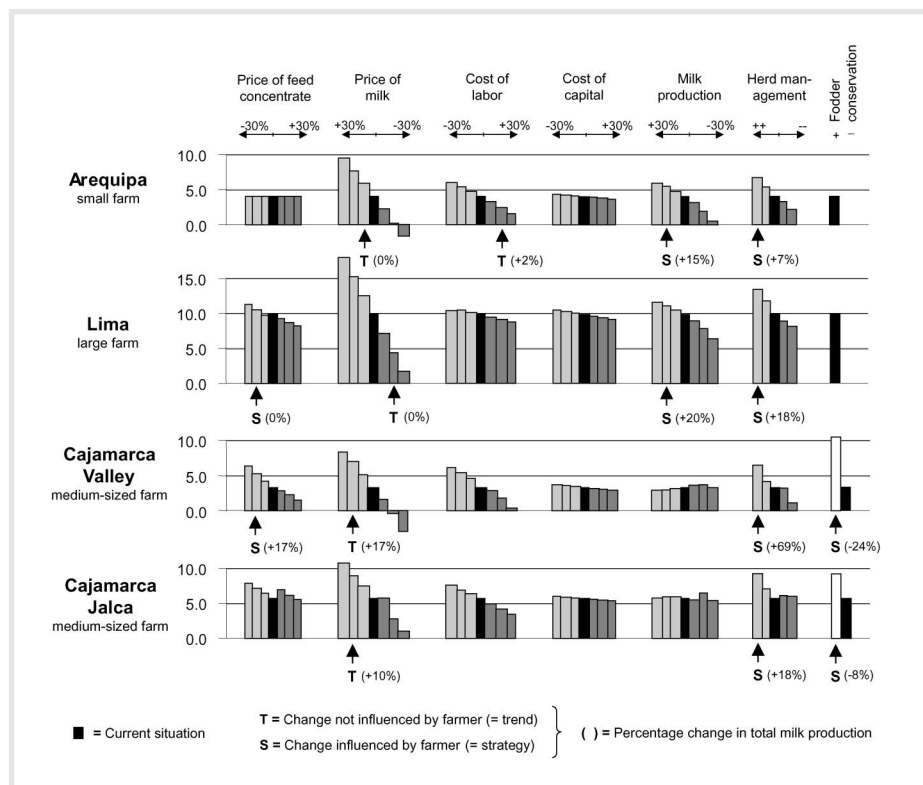 Price of feed concentrate
Price of milk
Cost of labor
Cost of capital
Milk production
Herd man-agement
Fodder conservation
-30% +30%
+30% -30%
-30% +30%
-30% +30%
+30% -30%
++ --
+ –
Arequipa
small farm
10.0
5.0
0.0
T (0%)
T (+2%)
S (+15%)
S (+7%)
Lima
large farm
10.0
5.0
0.0
S (0%)
T (0%)
S (+20%)
S (+18%)
Cajamarca
Valley
medium-sized farm
10.0
5.0
0.0
S (+17%)
T (+17%)
S (+69%)
S (-24%)
Cajamarca
Jalca
medium-sized farm
10.0
5.0
0.0
T (+10%)
S (+18%)
S (-8%)
= Current situation
T = Change not influenced by farmer (= trend)
S = Change influenced by farmer (= strategy)
( ) = Percentage change in total milk production